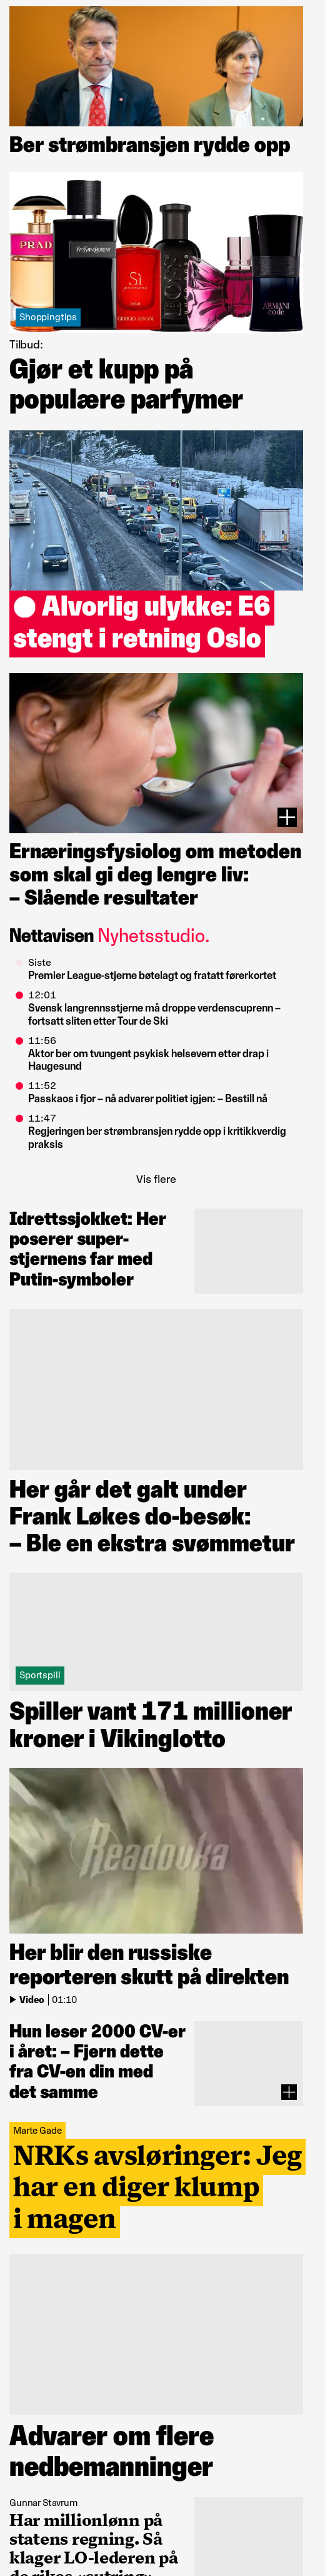 Ber strømbransjen rydde opp
PRADA
YVES SAINT LAURENT
Sì
GIORGIO ARMANI
BOSS
ARMANI
code
Shoppingtips
Tilbud:
Gjør et kupp på
populære parfymer
Alvorlig ulykke: E6
stengt i retning Oslo
Ernæringsfysiolog om metoden
som skal gi deg lengre liv:
– Slående resultater
Nettavisen Nyhetsstudio.
Siste
Premier League-stjerne bøtelagt og fratatt førerkortet
12:01
Svensk langrennsstjerne må droppe verdenscuprenn –
fortsatt sliten etter Tour de Ski
11:56
Aktor ber om tvungent psykisk helsevern etter drap i
Haugesund
11:52
Passkaos i fjor – nå advarer politiet igjen: – Bestill nå
11:47
Regjeringen ber strømbransjen rydde opp i kritikkverdig
praksis
Vis flere
Idrettssjokket: Her
poserer super-
stjernens far med
Putin-symboler
Her går det galt under
Frank Løkes do-besøk:
– Ble en ekstra svømmetur
Sportspill
Spiller vant 171 millioner
kroner i Vikinglotto
Readovka
Her blir den russiske
reporteren skutt på direkten
Video | 01:10
Hun leser 2000 CV-er
i året: – Fjern dette
fra CV-en din med
det samme
Marte Gade
NRKs avsløringer: Jeg
har en diger klump
i magen
Advarer om flere
nedbemanninger
Gunnar Stavrum
Har millionlønn på
statens regning. Så
klager LO-lederen på
de rikes «sutring»